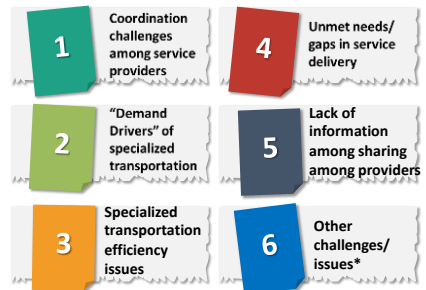 1
Coordination
challenges
among service
providers
2
“Demand
Drivers” of
specialized
transportation
3
Specialized
transportation
efficiency
issues
4
Unmet needs/
gaps in service
delivery
5
Lack of
information
among sharing
among providers
6
Other
challenges/
issues*